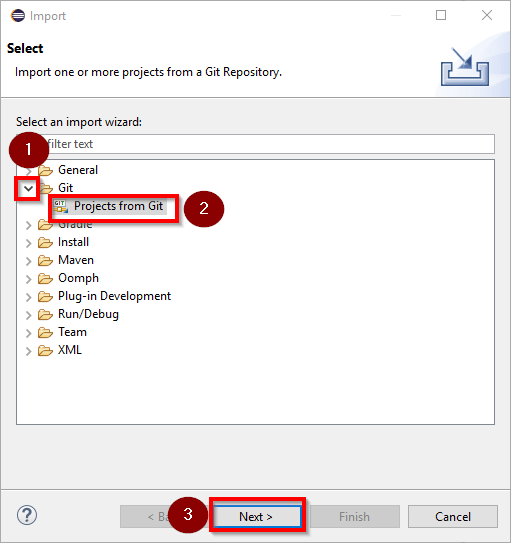 Import
Select
Import one or more projects from a Git Repository.
Select an import wizard:
1
filter text
General
Git
GIT
Projects from Git
2
Gradle
Install
Maven
Oomph
Plug-in Development
Run/Debug
Team
XML
?
< Ba
3
Next >
Finish
Cancel